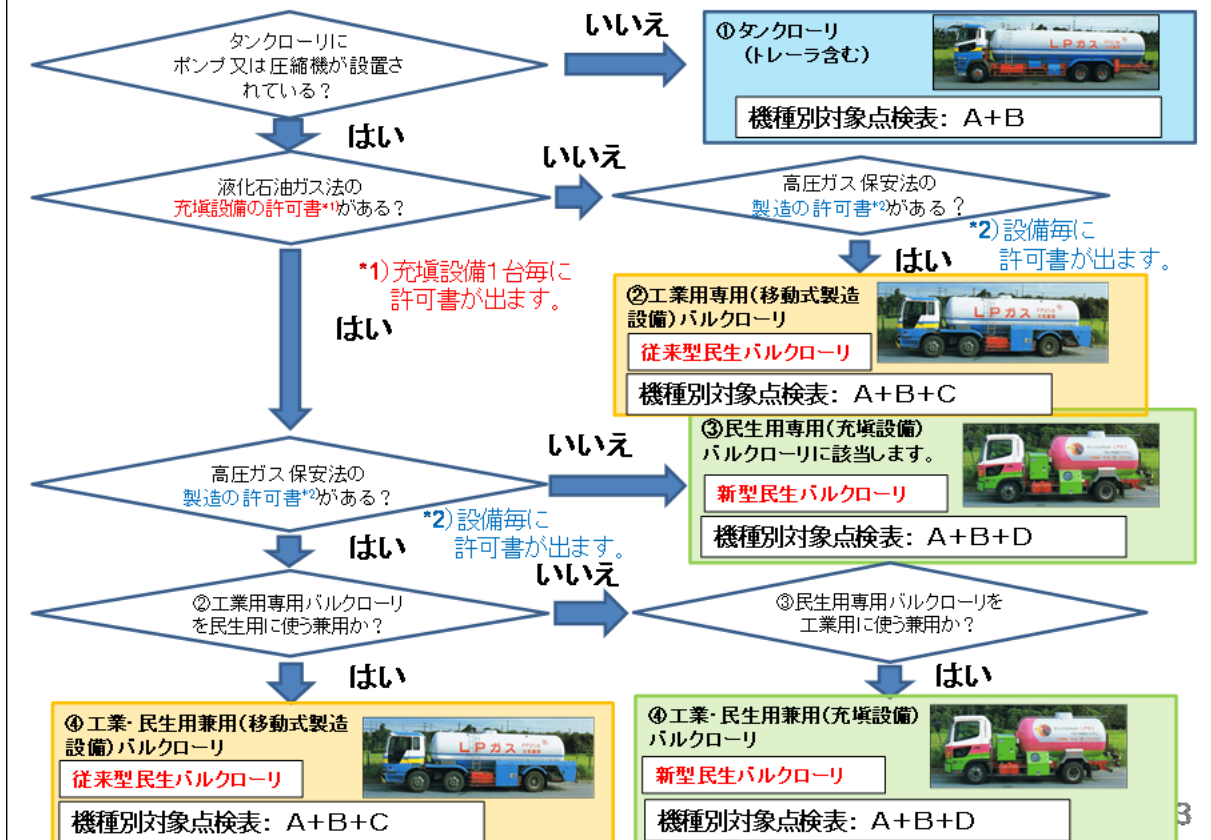 タンクローリに
ポンプ又は圧縮機が設置さ
れている？
いいえ
①タンクローリ
(トレーラ含む)
LPガス
機種別対象点検表: A+B
はい
液化石油ガス法の
充填設備の許可書*1)がある？
いいえ
高圧ガス保安法の
製造の許可書*2)がある？
*2)設備毎に
許可書が出ます。
はい
*1)充填設備1台毎に
許可書が出ます。
はい
②工業用専用(移動式製造
設備)バルクローリ
LPガス
従来型民生バルクローリ
機種別対象点検表: A+B+C
高圧ガス保安法の
製造の許可書*2)がある？
いいえ
③民生用専用(充填設備)
バルクローリに該当します。
新型民生バルクローリ
機種別対象点検表: A+B+D
*2)設備毎に
許可書が出ます。
はい
②工業用専用バルクローリ
を民生用に使う兼用か？
いいえ
③民生用専用バルクローリを
工業用に使う兼用か？
はい
はい
④工業・民生用兼用(移動式製造
設備)バルクローリ
LPガス
従来型民生バルクローリ
機種別対象点検表: A+B+C
④工業・民生用兼用(充填設備)
バルクローリ
新型民生バルクローリ
機種別対象点検表: A+B+D
3